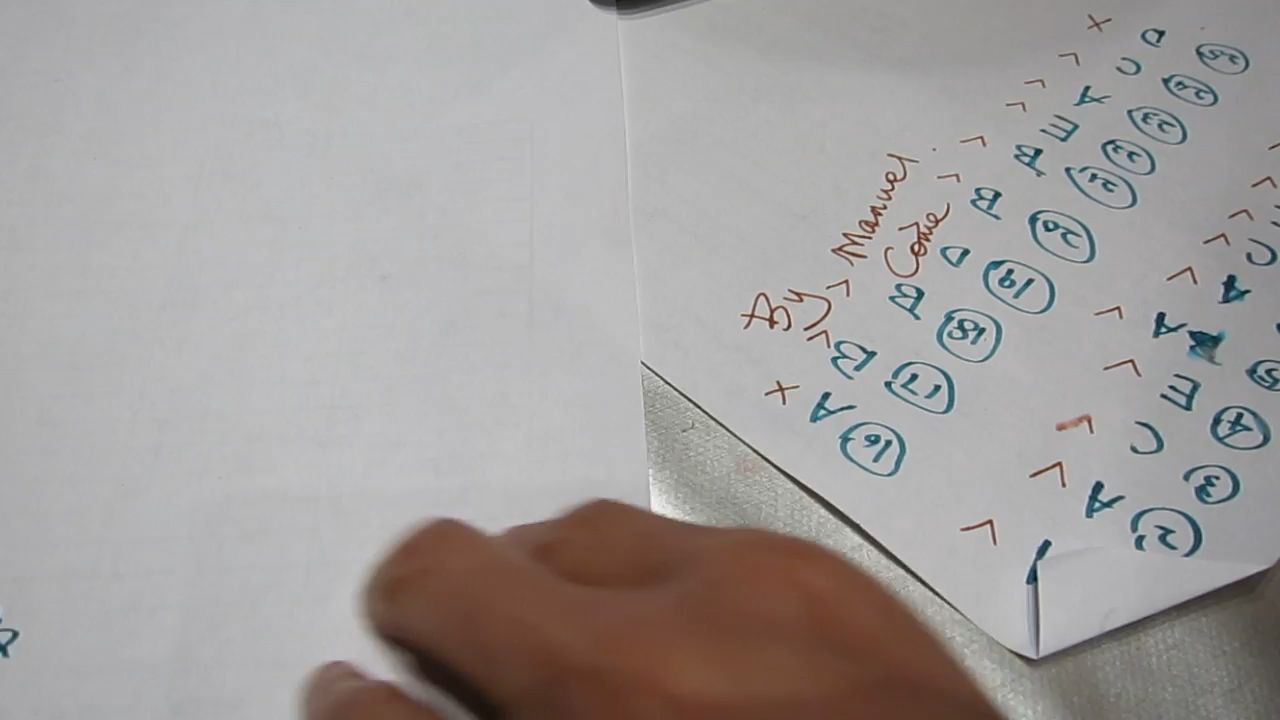 By Manuel
Come
16 A ×
17 B ✓
18 B ✓
19 D
20 B ✓
21 B ✓
22 E ✓
23 A ✓
24 C ✓
25 D ×
2 A ✓
3 C ✓
4 E ✓
5
A ✓
A
C